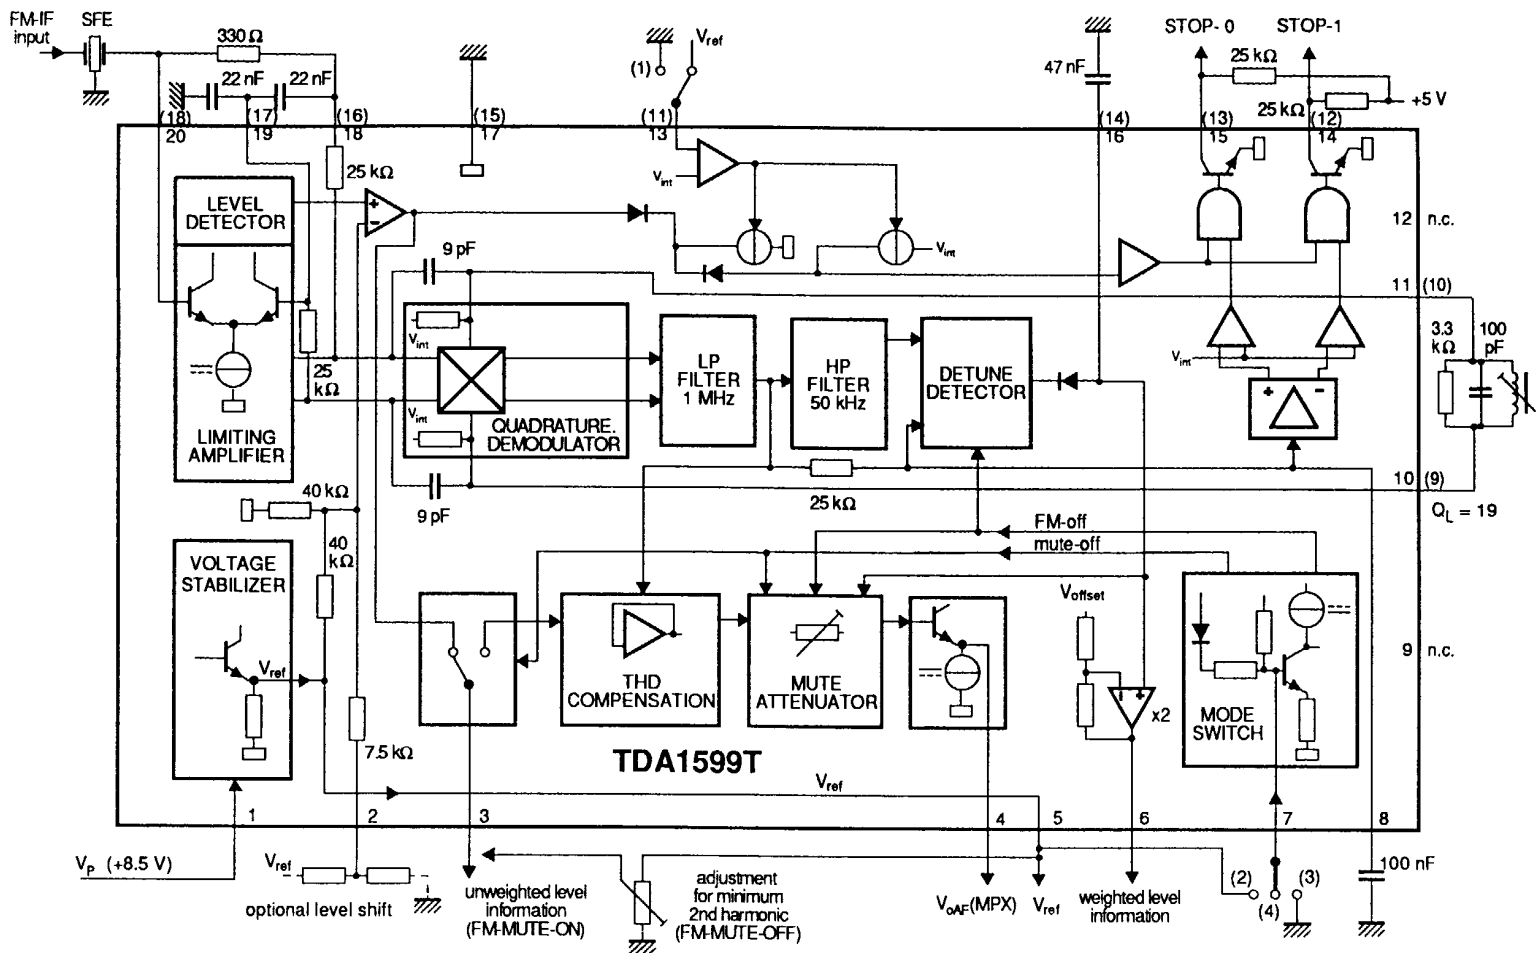 FM-IF
input
SFE
330 Ω
22 nF
22 nF
(18)
20
(17)
19
(16)
18
(15)
17
(1)
Vref
(11)
13
47 nF
(14)
16
STOP-0
STOP-1
25 kΩ
25 kΩ
+5 V
(13)
15
(12)
14
25
kΩ
LEVEL
DETECTOR
+
−
Vint
Vint
12 n.c.
9 pF
11 (10)
LIMITING
AMPLIFIER
25
kΩ
Vint
Vint
QUADRATURE.
DEMODULATOR
LP
FILTER
1 MHz
HP
FILTER
50 kHz
DETUNE
DETECTOR
Vint
+ −
3.3
kΩ
100
pF
9 pF
25 kΩ
10 (9)
QL = 19
40 kΩ
40
kΩ
FM-off
mute-off
VOLTAGE
STABILIZER
Vref
7.5 kΩ
THD
COMPENSATION
MUTE
ATTENUATOR
Voffset
+
x2
MODE
SWITCH
9 n.c.
TDA1599T
Vref
1
2
3
4
5
6
7
8
VP (+8.5 V)
Vref
optional level shift
unweighted level
information
(FM-MUTE-ON)
adjustment
for minimum
2nd harmonic
(FM-MUTE-OFF)
VoAF(MPX)
Vref
weighted level
information
(2)
(4)
(3)
100 nF